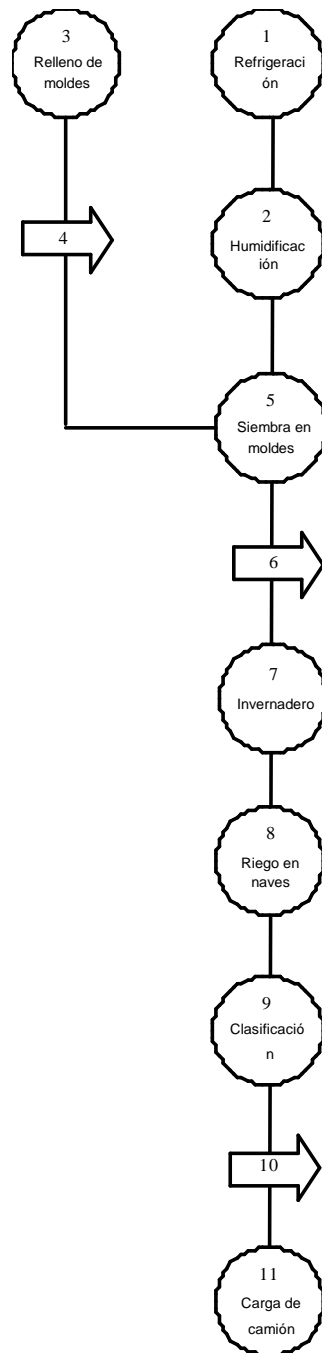 3
Relleno de
moldes
1
Refrigeraci
ón
4
2
Humidificac
ión
5
Siembra en
moldes
6
7
Invernadero
8
Riego en
naves
9
Clasificació
n
10
11
Carga de
camión